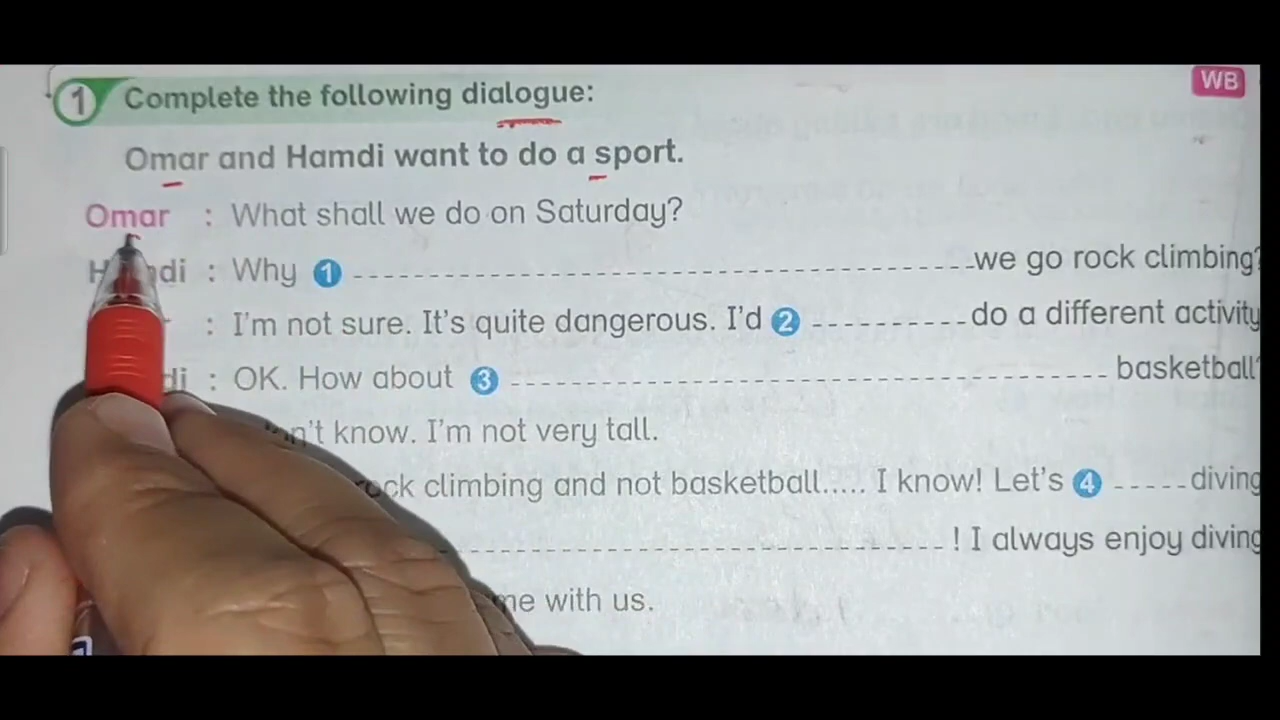 WB
1 Complete the following dialogue:
Omar and Hamdi want to do a sport.
Omar : What shall we do on Saturday?
: Why 1 ---------- we go rock climbing?
: I'm not sure. It's quite dangerous. I'd 2 ---------- do a different activity
: OK. How about 3 ---------- basketball?
know. I'm not very tall.
climbing and not basketball..... I know! Let's 4 ----- diving
---------- ! I always enjoy diving
with us.